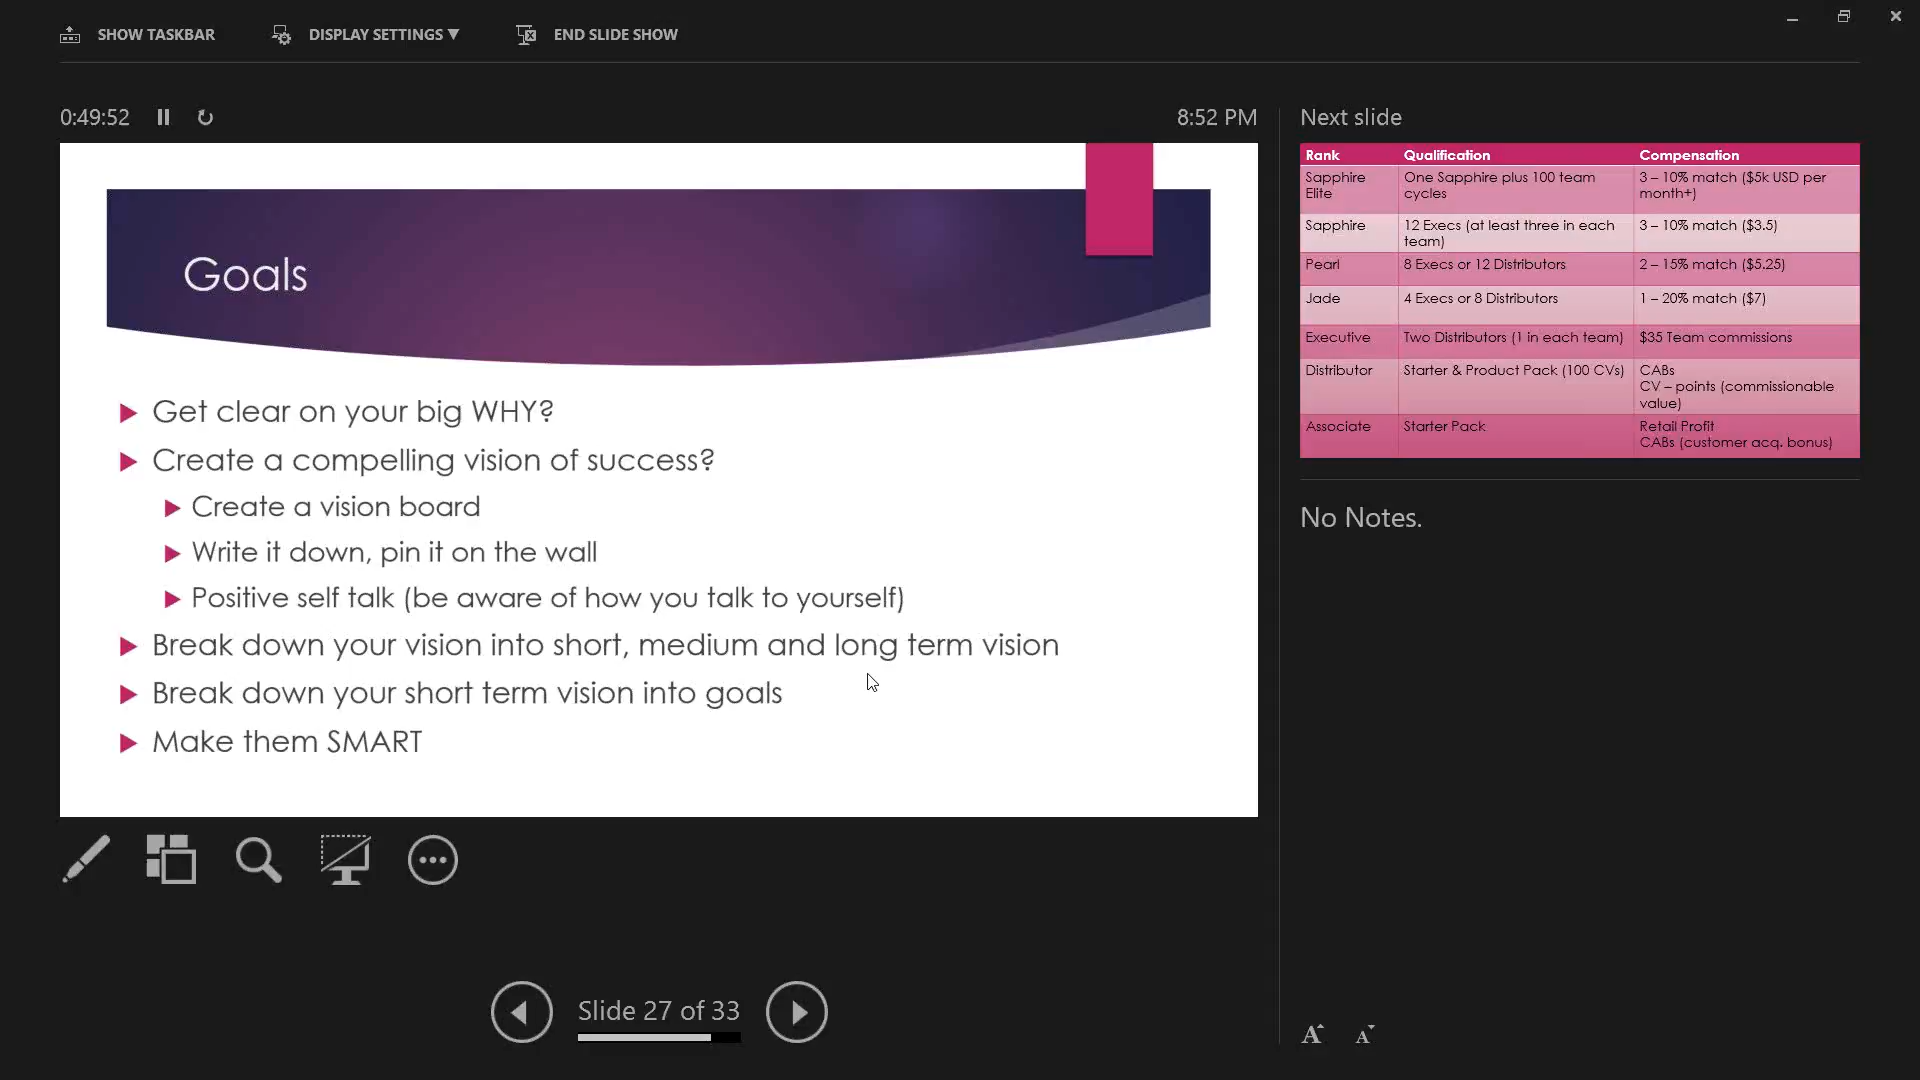 SHOW TASKBAR
DISPLAY SETTINGS ▼
END SLIDE SHOW
0:49:52
8:52 PM
Goals
Get clear on your big WHY?
Create a compelling vision of success?
Create a vision board
Write it down, pin it on the wall
Positive self talk (be aware of how you talk to yourself)
Break down your vision into short, medium and long term vision
Break down your short term vision into goals
Make them SMART
Slide 27 of 33
Next slide
Rank Qualification Compensation
Sapphire Elite One Sapphire plus 100 team cycles 3 – 10% match ($5k USD per month+)
Sapphire 12 Execs (at least three in each team) 3 – 10% match ($3.5)
Pearl 8 Execs or 12 Distributors 2 – 15% match ($5.25)
Jade 4 Execs or 8 Distributors 1 – 20% match ($7)
Executive Two Distributors (1 in each team) $35 Team commissions
Distributor Starter & Product Pack (100 CVs) CABs
CV – points (commissionable value)
Associate Starter Pack Retail Profit
CABs (customer acq. bonus)
No Notes.
A A